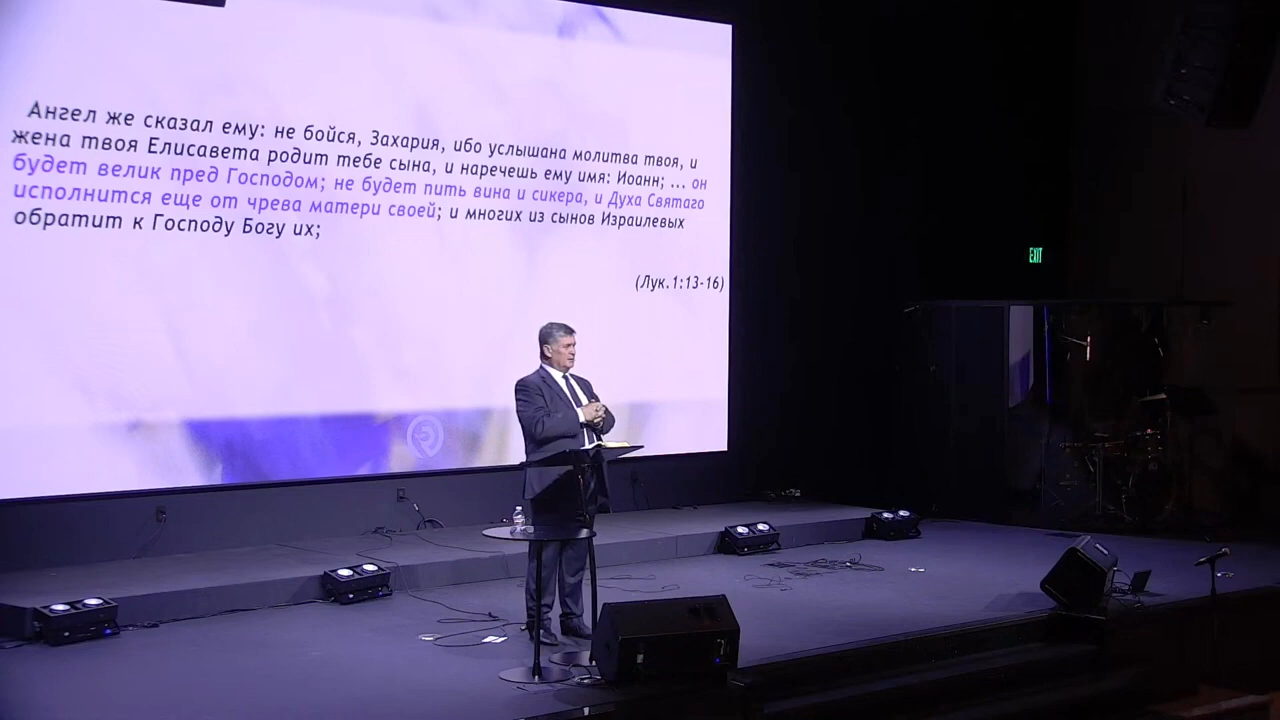 Ангел же сказал ему: не бойся, Захария, ибо услышана молитва твоя, и
жена твоя Елисавета родит тебе сына, и наречешь ему имя: Иоанн; ... он
будет велик пред Господом; не будет пить вина и сикера, и Духа Святаго
исполнится еще от чрева матери своей; и многих из сынов Израилевых
обратит к Господу Богу их;
(Лук.1:13-16)
EXIT